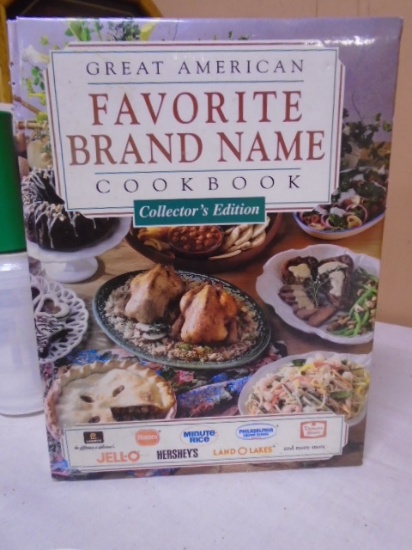 GREAT AMERICAN
FAVORITE
BRAND NAME
COOKBOOK
Collector's Edition
MINUTE
RICE
PHILADELPHIA
JELL-O
HERSHEY'S
LAND O LAKES
and many more